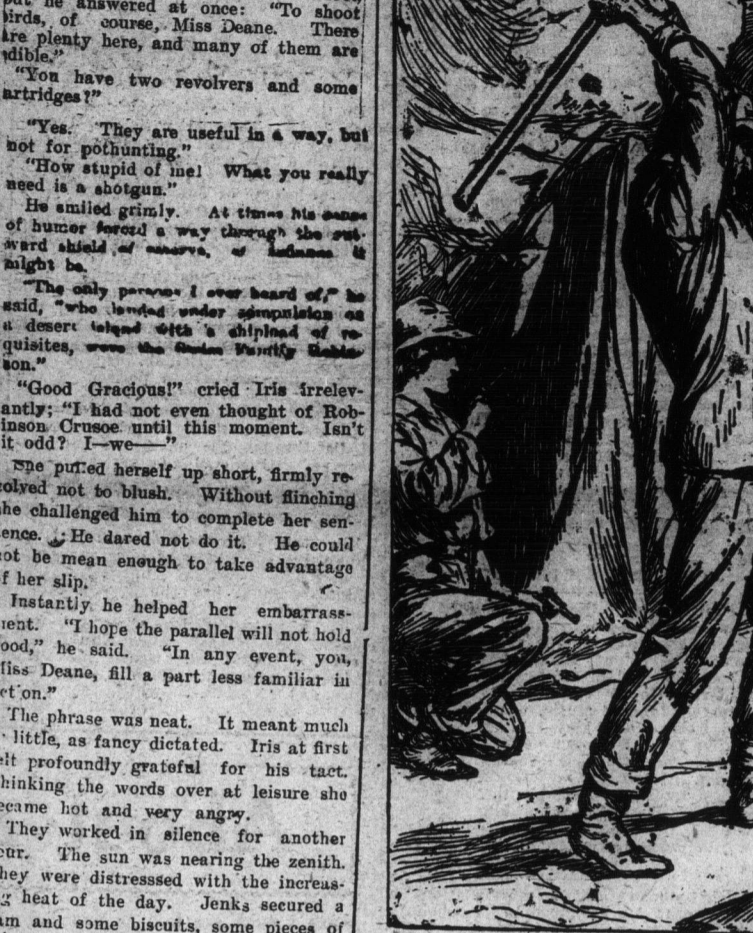 he answered at once: "To shoot
birds, of course, Miss Deane. There
are plenty here, and many of them are
edible."
"You have two revolvers and some
artridges?"
"Yes. They are useful in a way, but
not for pothunting."
"How stupid of me! What you really
need is a shotgun."
He smiled grimly. At times his sense
of humor forced a way through the out-
ward shield of reserve, of
might be.
"The only persons I ever heard of," he
said, "who landed under compulsion on
a desert island with a shipload of re-
quisites, were the Swiss Family Robin-
son."
"Good Gracious!" cried Iris irrelev-
antly; "I had not even thought of Rob-
inson Crusoe until this moment. Isn't
it odd? I—we——"
She pulled herself up short, firmly re-
solved not to blush. Without flinching
she challenged him to complete her sen-
ence. He dared not do it. He could
ot be mean enough to take advantage
f her slip.
Instantly he helped her embarrass-
ment. "I hope the parallel will not hold
ood," he said. "In any event, you,
Miss Deane, fill a part less familiar in
ct'on."
The phrase was neat. It meant much
little, as fancy dictated. Iris at first
elt profoundly grateful for his tact.
hinking the words over at leisure she
ecame hot and very angry.
They worked in silence for another
our. The sun was nearing the zenith.
hey were distresssed with the increas-
g heat of the day. Jenks secured a
am and some biscuits, some pieces of